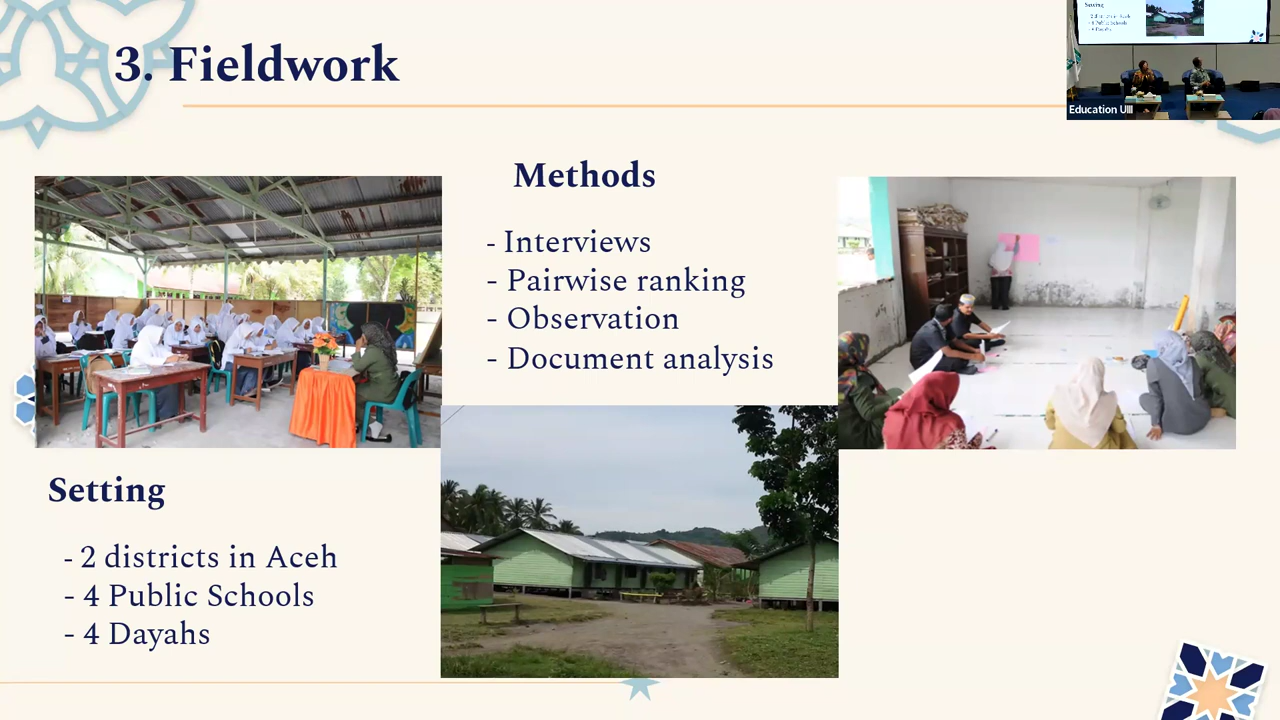 3. Fieldwork
Education UIII
Methods
- Interviews
- Pairwise ranking
- Observation
- Document analysis
Setting
- 2 districts in Aceh
- 4 Public Schools
- 4 Dayahs